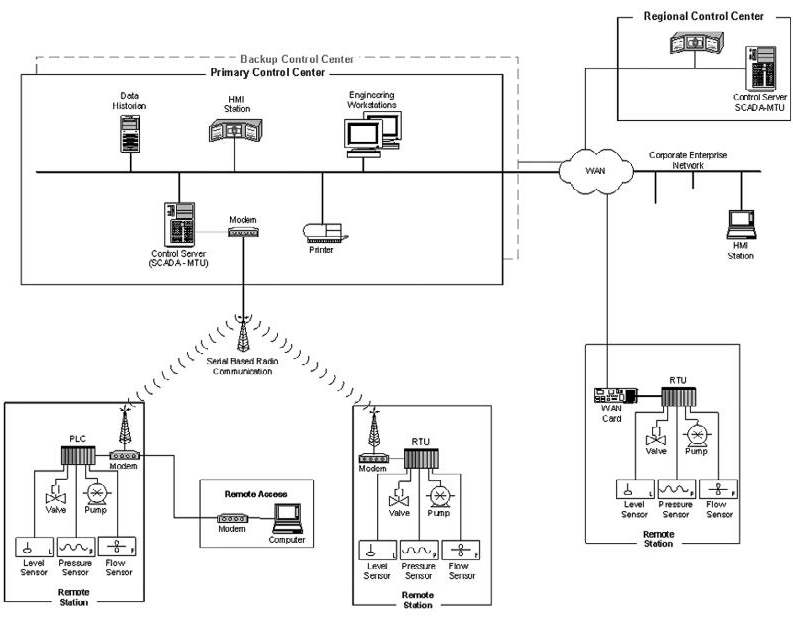 Regional Control Center
Control Server
SCADA-MTU
Backup Control Center
Primary Control Center
Data
Historian
HMI
Station
Engineering
Workstations
WAN
Corporate Enterprise
Network
HMI
Station
Control Server
(SCADA - MTU)
Modem
Printer
Serial Based Radio
Communication
WAN
Card
RTU
Valve
Pump
Level
Sensor
Pressure
Sensor
Flow
Sensor
Remote
Station
PLC
Modem
Valve
Pump
L
P
F
Level
Sensor
Pressure
Sensor
Flow
Sensor
Remote
Station
Remote Access
Modem
Computer
RTU
Modem
Valve
Pump
L
P
F
Level
Sensor
Pressure
Sensor
Flow
Sensor
Remote
Station